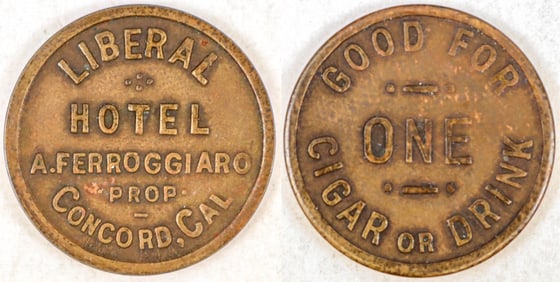 LIBERAL
HOTEL
A. FERROGGIARO
PROP
CONCORD, CAL
GOOD FOR
ONE
CIGAR OR DRINK